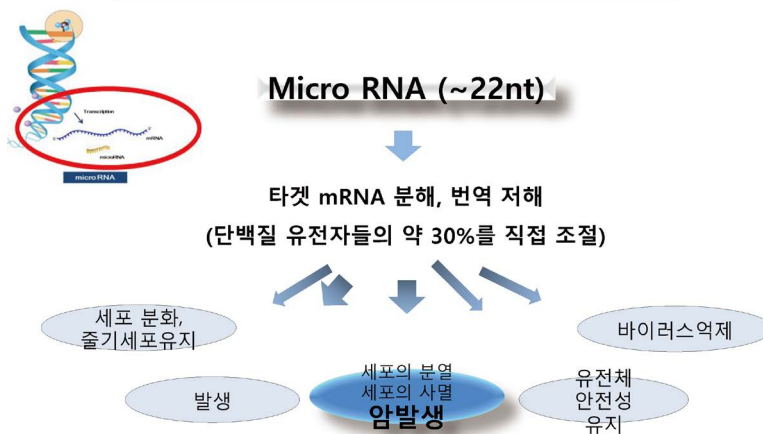 Micro RNA (~22nt)
Transcription
mRNA
microRNA
micro RNA
타겟 mRNA 분해, 번역 저해
(단백질 유전자들의 약 30%를 직접 조절)
세포 분화,
줄기세포유지
바이러스억제
발생
세포의 분열
세포의 사멸
암발생
유전체
안전성
유지